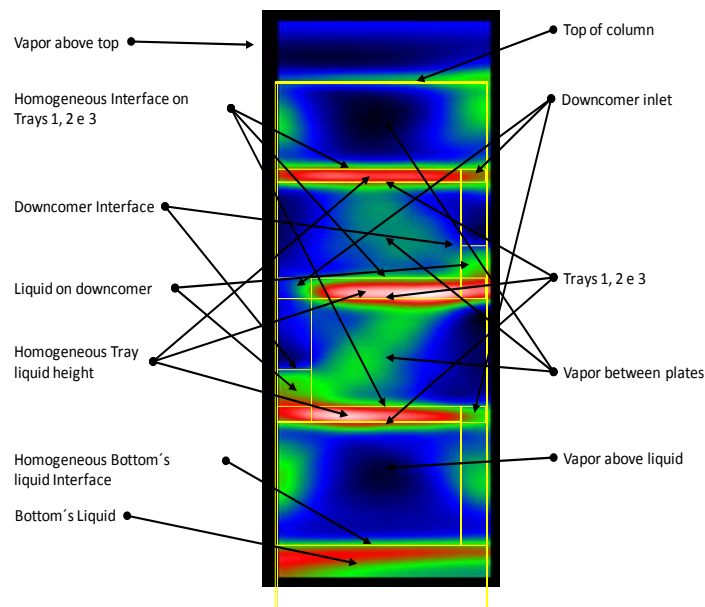 Vapor above top
Homogeneous Interface on
Trays 1, 2 e 3
Downcomer Interface
Liquid on downcomer
Homogeneous Tray
liquid height
Homogeneous Bottom´s
liquid Interface
Bottom´s Liquid
Top of column
Downcomer inlet
Trays 1, 2 e 3
Vapor between plates
Vapor above liquid